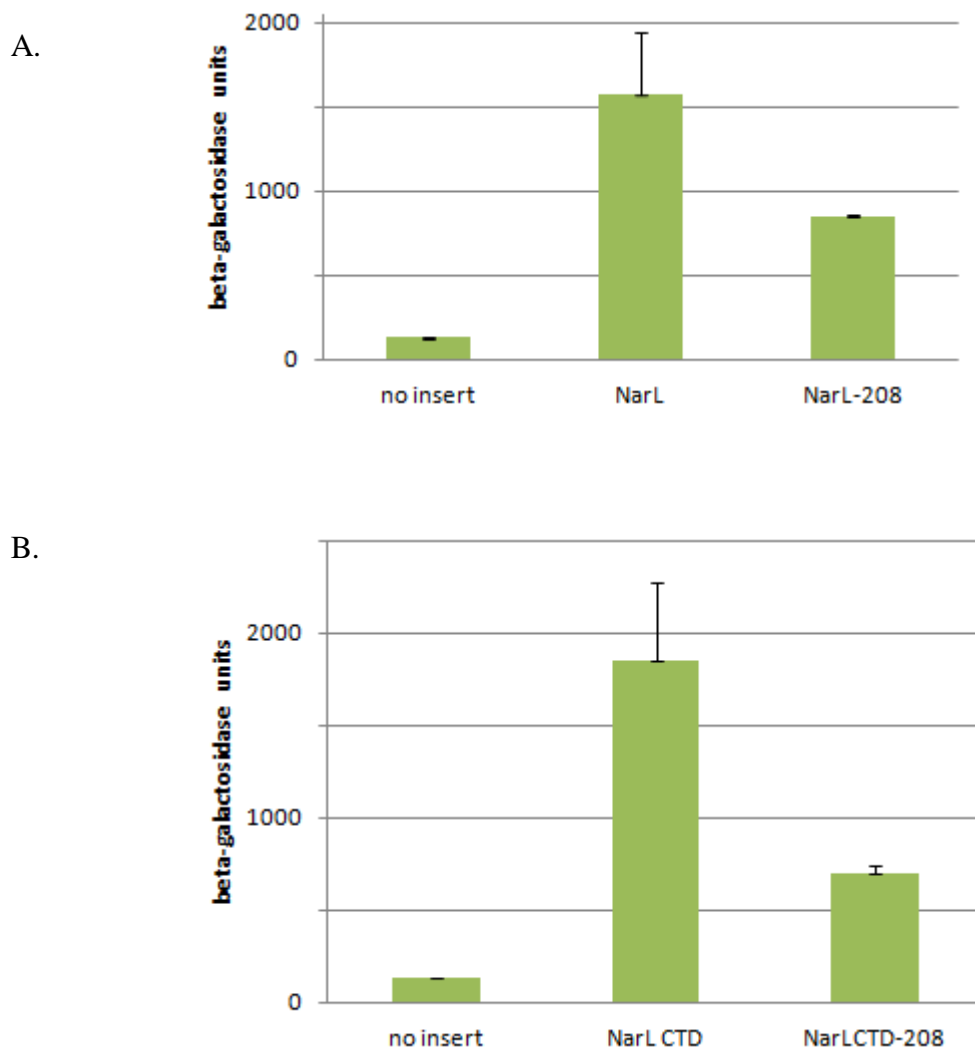 A.
beta-galactosidase units
2000
1000
0
no insert NarL NarL-208
B.
beta-galactosidase units
2000
1000
0
no insert NarL CTD NarLCTD-208